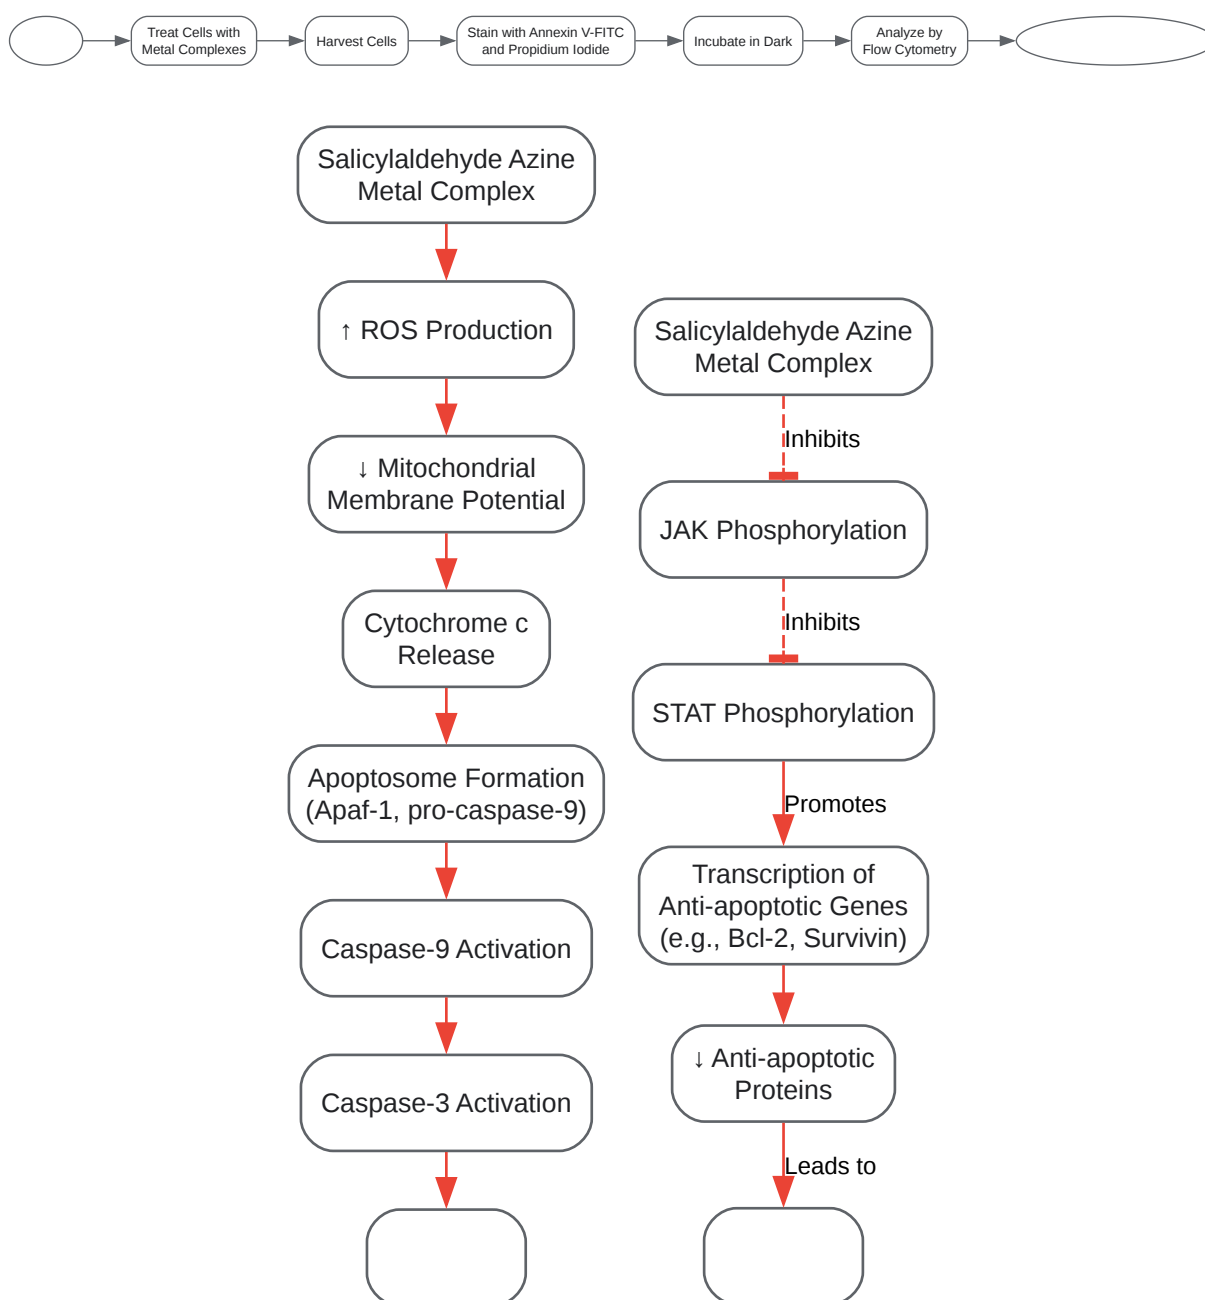 Treat Cells with
Metal Complexes
Harvest Cells
Stain with Annexin V-FITC
and Propidium Iodide
Incubate in Dark
Analyze by
Flow Cytometry
Salicylaldehyde Azine
Metal Complex
↑ ROS Production
↓ Mitochondrial
Membrane Potential
Cytochrome c
Release
Apoptosome Formation
(Apaf-1, pro-caspase-9)
Caspase-9 Activation
Caspase-3 Activation
Salicylaldehyde Azine
Metal Complex
Inhibits
JAK Phosphorylation
Inhibits
STAT Phosphorylation
Promotes
Transcription of
Anti-apoptotic Genes
(e.g., Bcl-2, Survivin)
↓ Anti-apoptotic
Proteins
Leads to